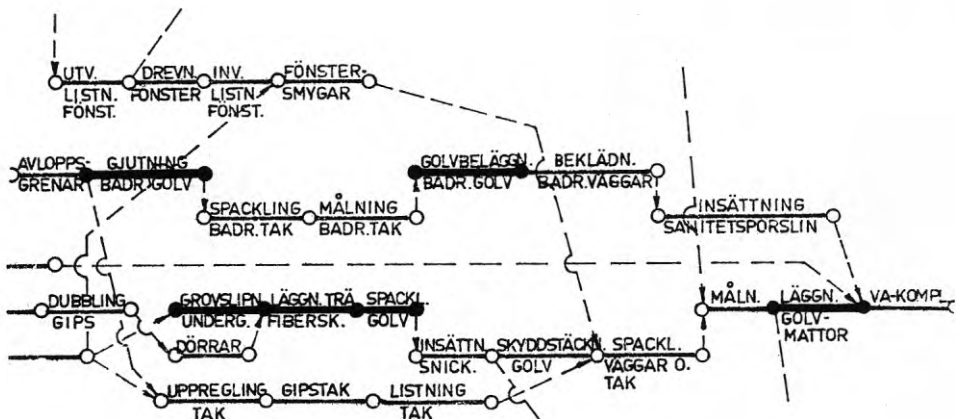 UTV. DREVN. INV. FÖNSTER-
LISTN. FÖNSTER LISTN. SMYGAR
FÖNST. FÖNST.
AVLOPPS- GJUTNING GOLVBELÄGGN. BEKLÄDN.
GRENAR BADR. GOLV BADR. GOLV BADR. VÄGGAR
SPACKLING MÅLNING INSÄTTNING
BADR. TAK BADR. TAK SANITETSPORSLIN
DUBBLING GROVSLIPN. LÄGGN. TRÄ SPACKL. MÅLN. LÄGGN. VA-KOMPL.
GIPS UNDERG. FIBERSK. GOLV GOLV-
MATTOR
DÖRRAR INSÄTTN. SKYDDSTÄCKN. SPACKL.
SNICK. GOLV VÄGGAR O.
TAK
UPPREGLING GIPSTAK LISTNING
TAK TAK